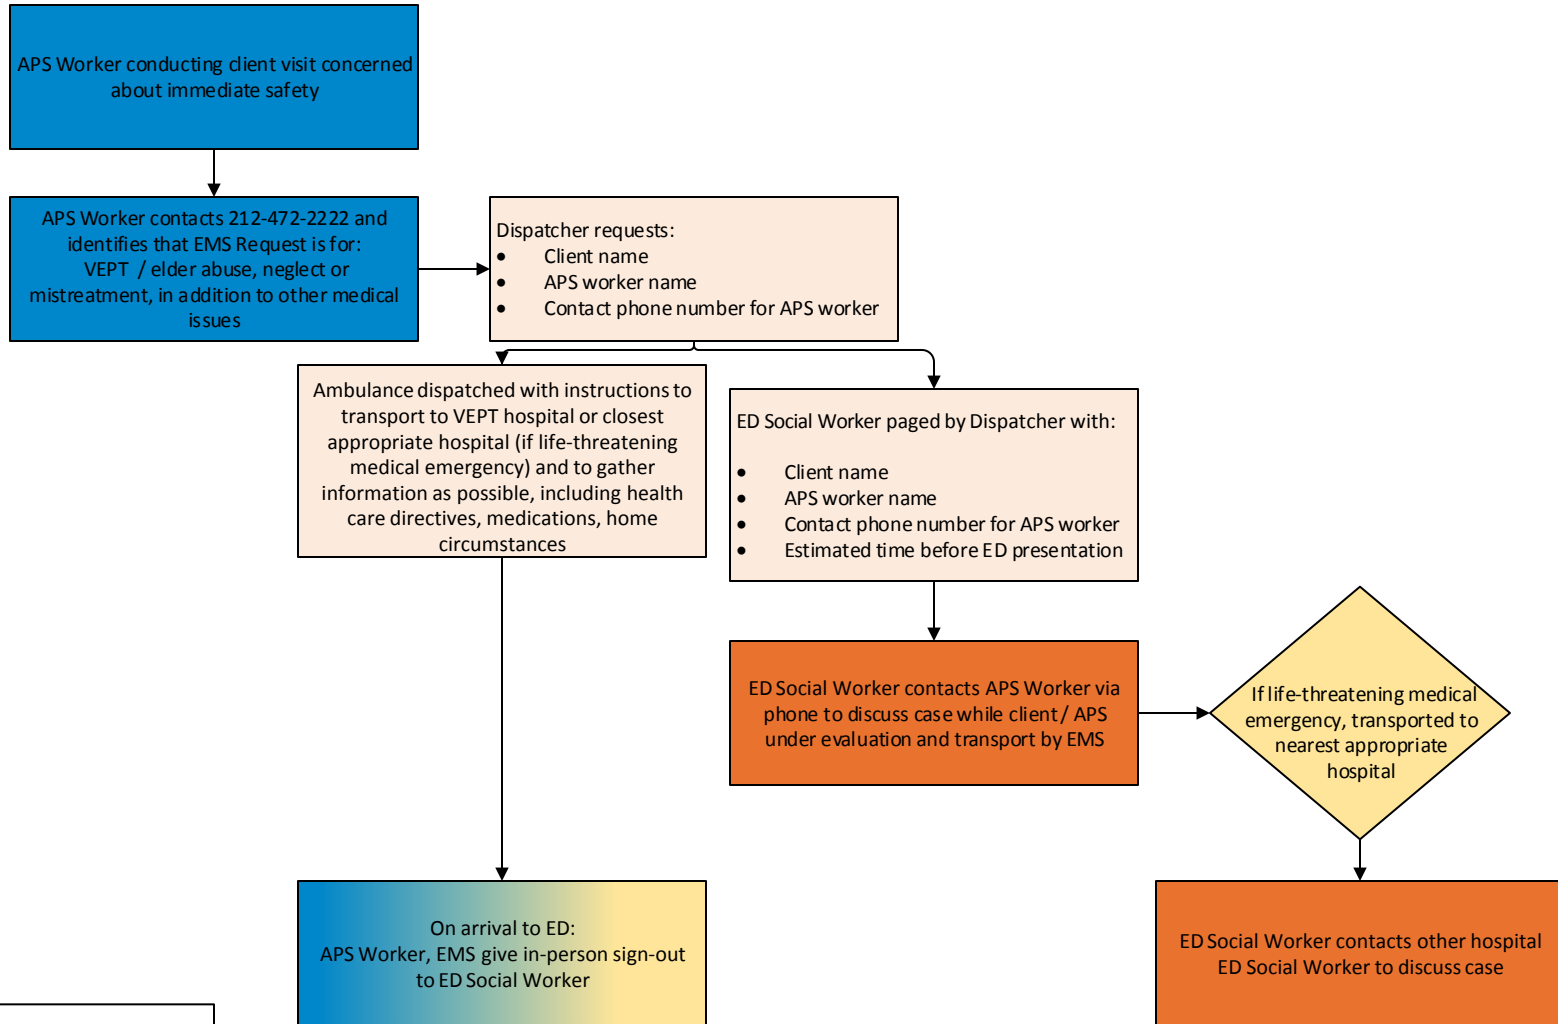 APS Worker conducting client visit concerned
about immediate safety
APS Worker contacts 212-472-2222 and
identifies that EMS Request is for:
VEPT / elder abuse, neglect or
mistreatment, in addition to other medical
issues
Dispatcher requests:
• Client name
• APS worker name
• Contact phone number for APS worker
Ambulance dispatched with instructions to
transport to VEPT hospital or closest
appropriate hospital (if life-threatening
medical emergency) and to gather
information as possible, including health
care directives, medications, home
circumstances
ED Social Worker paged by Dispatcher with:
• Client name
• APS worker name
• Contact phone number for APS worker
• Estimated time before ED presentation
ED Social Worker contacts APS Worker via
phone to discuss case while client / APS
under evaluation and transport by EMS
If life-threatening medical
emergency, transported to
nearest appropriate
hospital
On arrival to ED:
APS Worker, EMS give in-person sign-out
to ED Social Worker
ED Social Worker contacts other hospital
ED Social Worker to discuss case